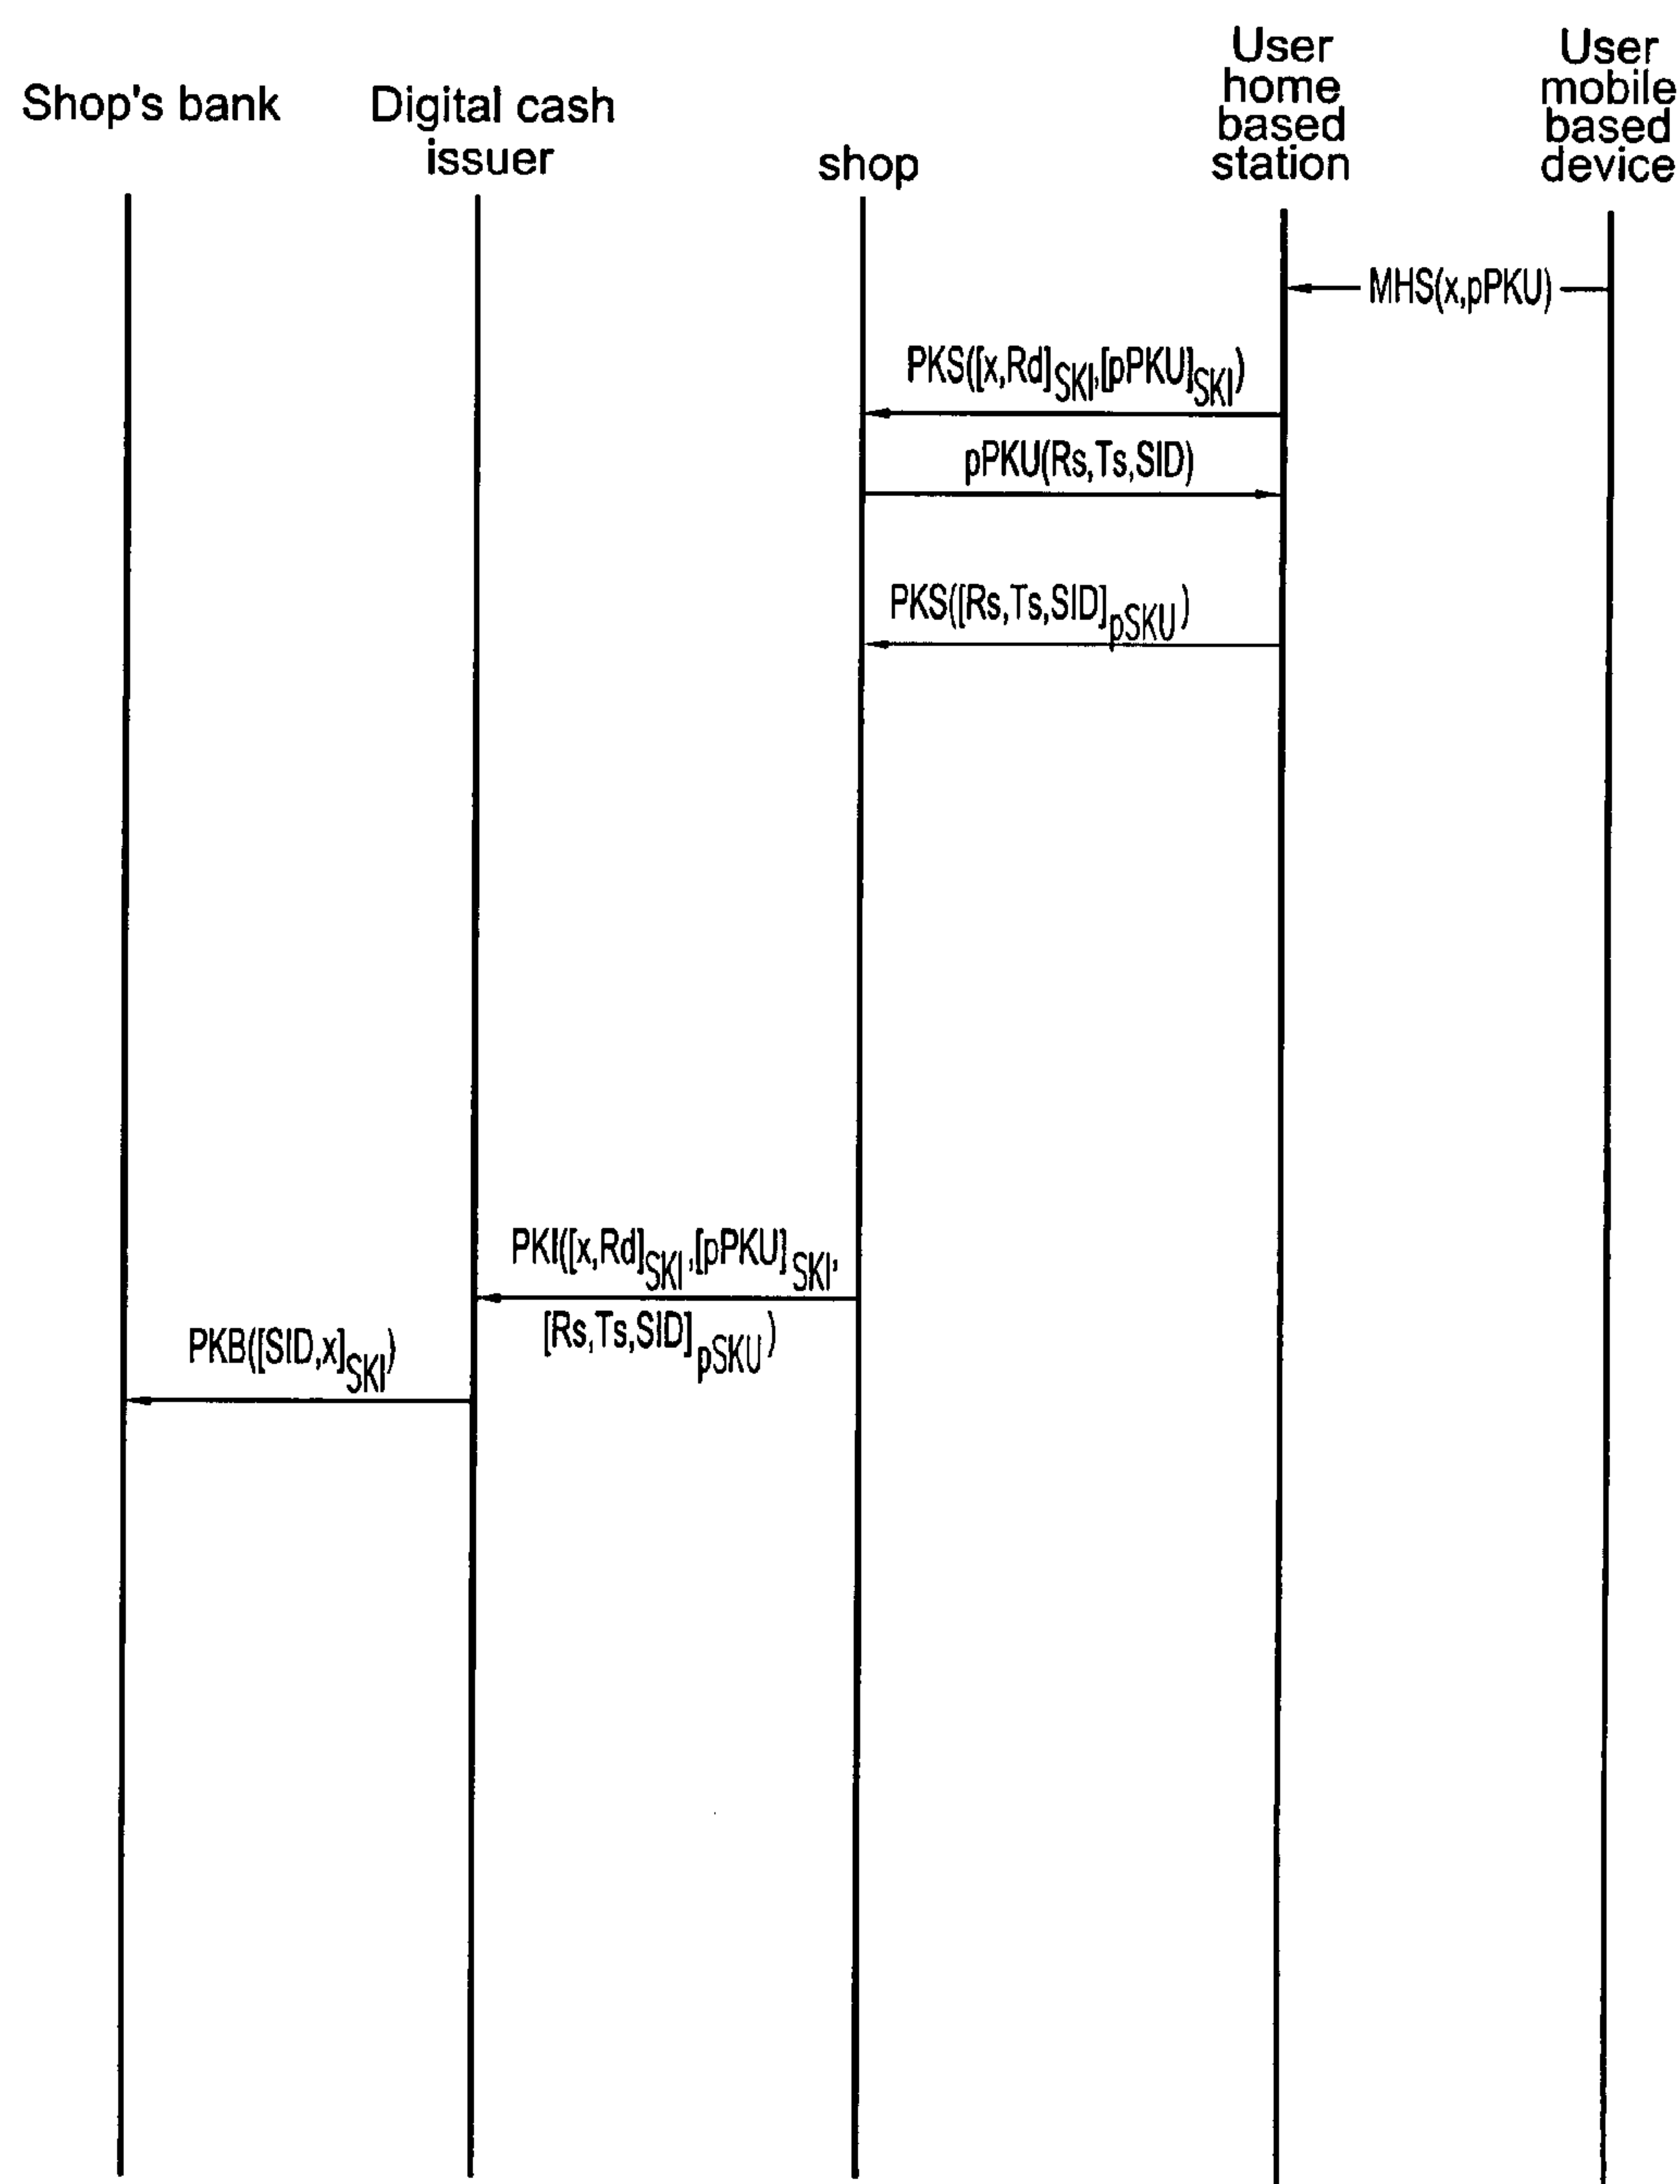 Shop's bank
Digital cash
issuer
shop
User
home
based
station
User
mobile
based
device
MHS(x,pPKU)
PKS([x,Rd]SKI,[pPKU]SKI)
pPKU(Rs,Ts,SID)
PKS([Rs,Ts,SID]pSKU)
PKI([x,Rd]SKI,[pPKU]SKI,
[Rs,Ts,SID]pSKU)
PKB([SID,x]SKI)